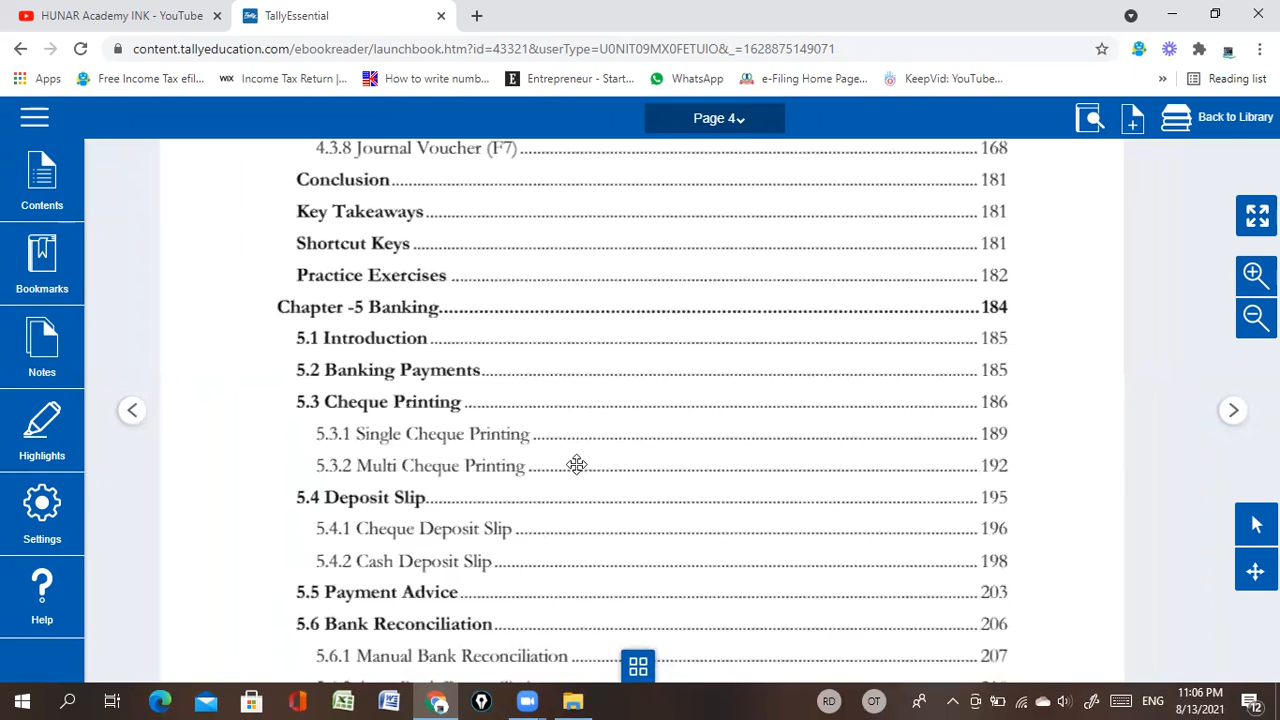 HUNAR Academy INK - YouTube
TallyEssential
content.tallyeducation.com/ebookreader/launchbook.htm?id=43321&userType=U0NIT09MX0FETUlO&_=1628875149071
Apps
Free Income Tax efil...
WIX Income Tax Return |...
How to write numb...
E Entrepreneur - Start...
WhatsApp
e-Filing Home Page...
KeepVid: YouTube...
»
Reading list
Page 4
Back to Library
Contents
Bookmarks
Notes
Highlights
Settings
Help
4.3.8 Journal Voucher (F7) 168
Conclusion 181
Key Takeaways 181
Shortcut Keys 181
Practice Exercises 182
Chapter -5 Banking 184
5.1 Introduction 185
5.2 Banking Payments 185
5.3 Cheque Printing 186
5.3.1 Single Cheque Printing 189
5.3.2 Multi Cheque Printing 192
5.4 Deposit Slip 195
5.4.1 Cheque Deposit Slip 196
5.4.2 Cash Deposit Slip 198
5.5 Payment Advice 203
5.6 Bank Reconciliation 206
5.6.1 Manual Bank Reconciliation 207
RD
OT
ENG
11:06 PM
8/13/2021
12